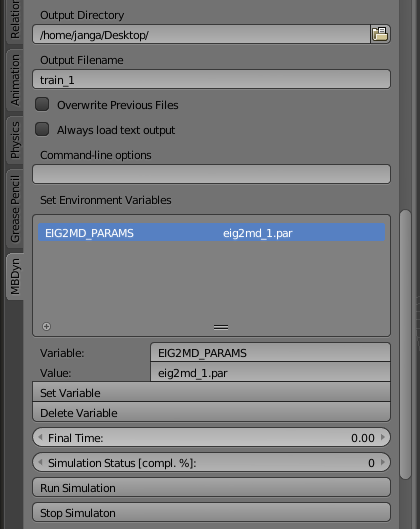 Relation
Animation
Physics
Grease Pencil
MBDyn
Output Directory
/home/janga/Desktop/
Output Filename
train_1
Overwrite Previous Files
Always load text output
Command-line options
Set Environment Variables
EIG2MD_PARAMS eig2md_1.par
Variable: EIG2MD_PARAMS
Value: eig2md_1.par
Set Variable
Delete Variable
Final Time: 0.00
Simulation Status [compl. %]: 0
Run Simulation
Stop Simulaton